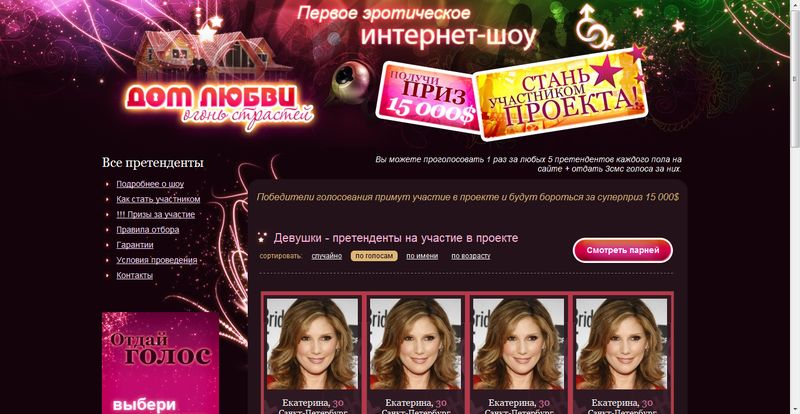 Первое эротическое
интернет-шоу
ДОМ ЛЮБВИ
огонь страстей
ПОЛУЧИ
ПРИЗ
15 000$
СТАНЬ
УЧАСТНИКОМ
ПРОЕКТА!
Все претенденты
Подробнее о шоу
Как стать участником
!!! Призы за участие
Правила отбора
Гарантии
Условия проведения
Контакты
Отдай
голос
выбери
Вы можете проголосовать 1 раз за любых 5 претендентов каждого пола на
сайте + отдать 3смс голоса за них.
Победители голосования примут участие в проекте и будут бороться за суперприз 15 000$
Девушки - претенденты на участие в проекте
Смотреть парней
сортировать: случайно по голосам по имени по возрасту
Екатерина, 30 Екатерина, 30 Екатерина, 30 Екатерина, 30
Санкт-Петербург Санкт-Петербург Санкт-Петербург Санкт-Петербург